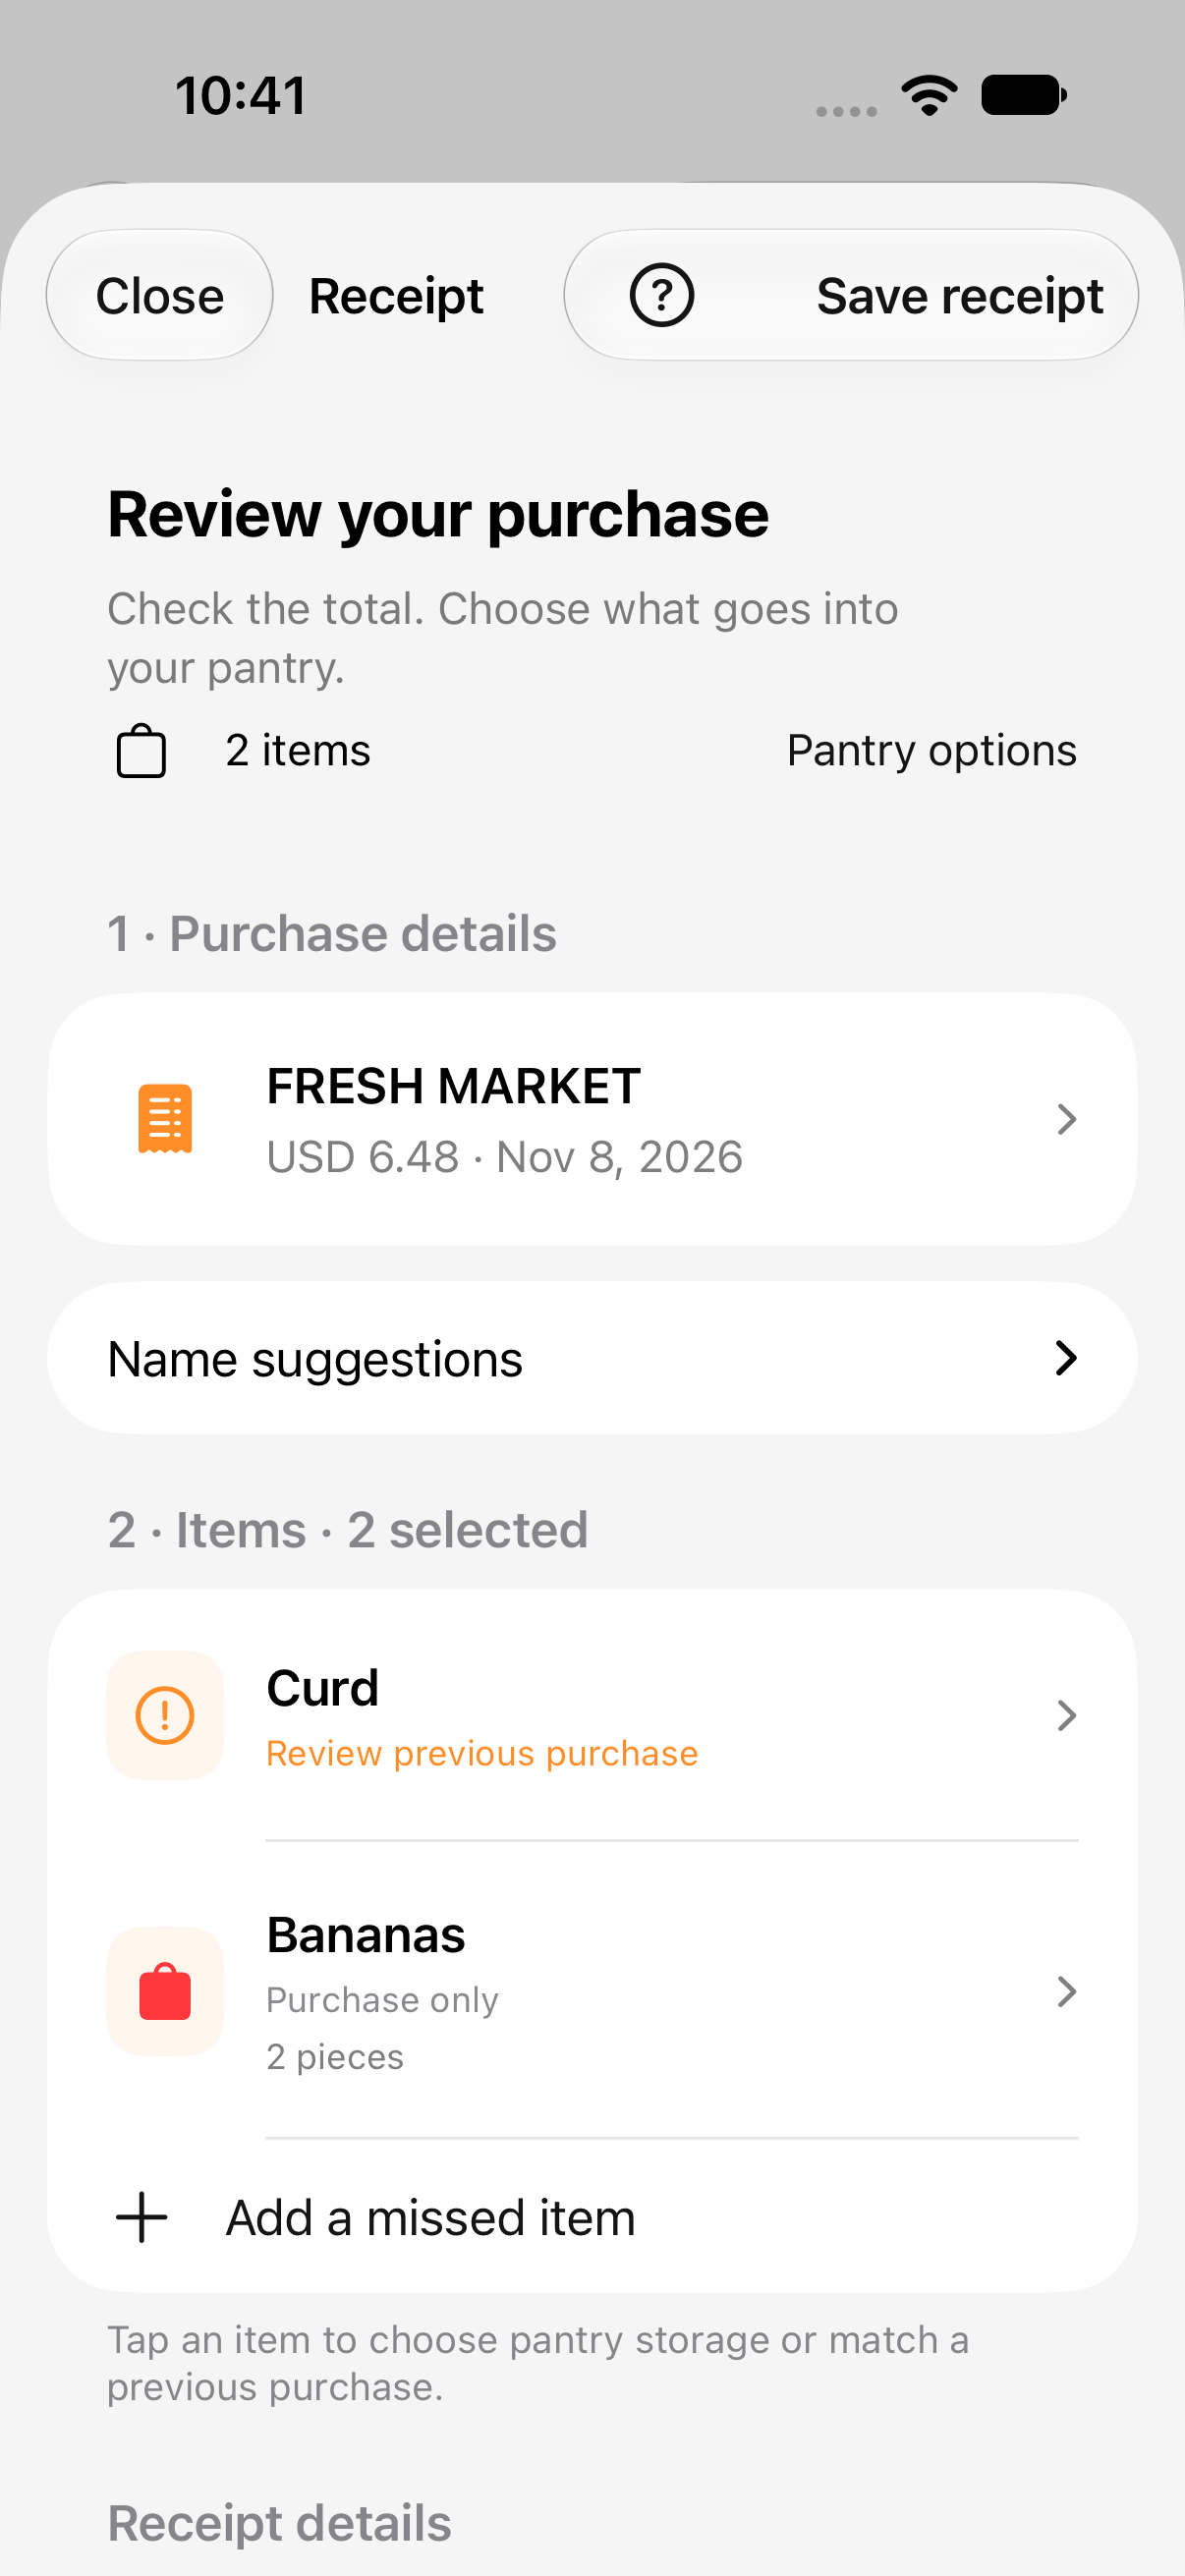 10:41
Close
Receipt
?
Save receipt
Review your purchase
Check the total. Choose what goes into
your pantry.
2 items
Pantry options
1 · Purchase details
FRESH MARKET
USD 6.48 · Nov 8, 2026
Name suggestions
2 · Items · 2 selected
Curd
Review previous purchase
Bananas
Purchase only
2 pieces
Add a missed item
Tap an item to choose pantry storage or match a
previous purchase.
Receipt details